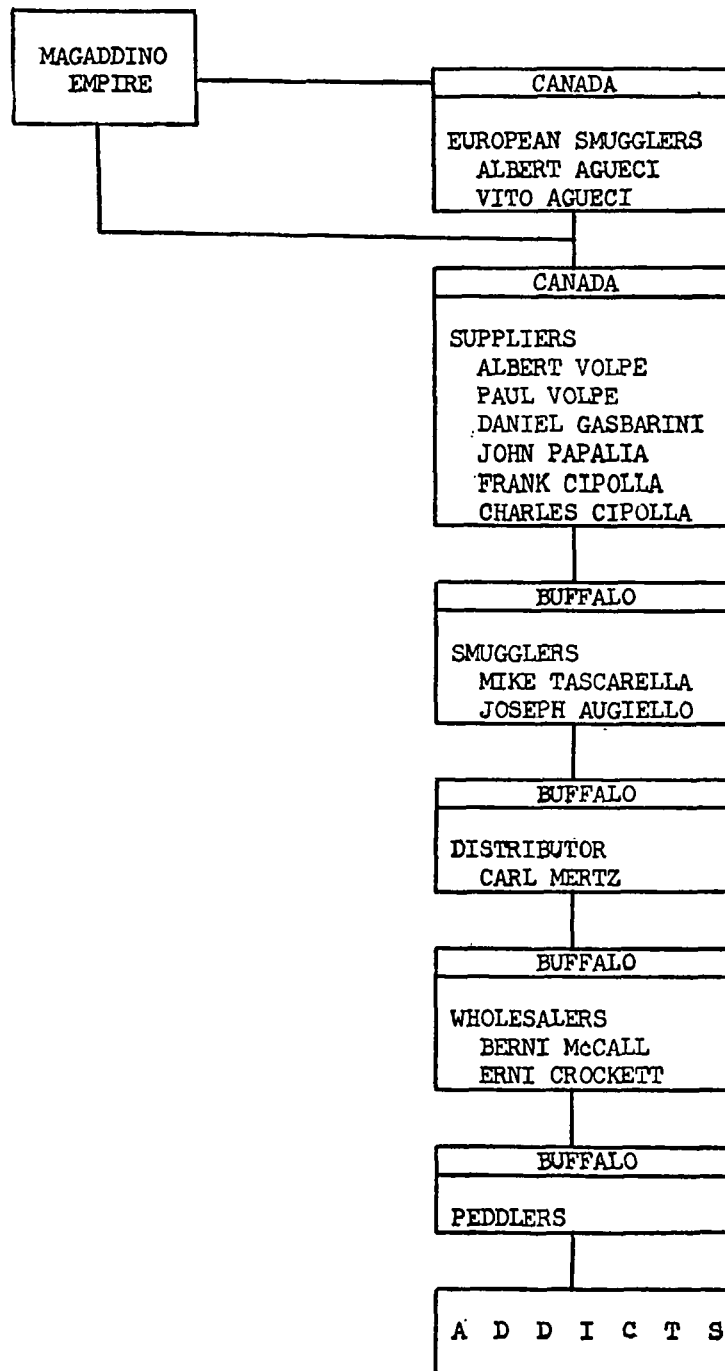 MAGADDINO
EMPIRE
CANADA
EUROPEAN SMUGGLERS
ALBERT AGUECI
VITO AGUECI
CANADA
SUPPLIERS
ALBERT VOLPE
PAUL VOLPE
DANIEL GASBARINI
JOHN PAPALIA
FRANK CIPOLLA
CHARLES CIPOLLA
BUFFALO
SMUGGLERS
MIKE TASCARELLA
JOSEPH AUGIELLO
BUFFALO
DISTRIBUTOR
CARL MERTZ
BUFFALO
WHOLESALERS
BERNI McCALL
ERNI CROCKETT
BUFFALO
PEDDLERS
A D D I C T S